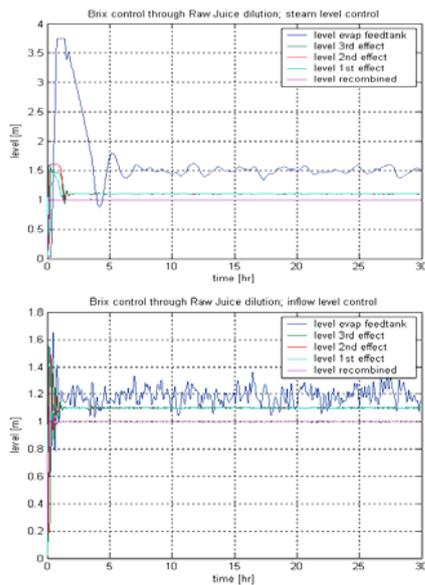 Brix control through Raw Juice dilution; steam level control
4
3.5
3
2.5
2
1.5
1
0.5
0
level [m]
level evap feedtank
level 3rd effect
level 2nd effect
level 1st effect
level recombined
0 5 10 15 20 25 30
time [hr]
Brix control through Raw Juice dilution; inflow level control
1.8
1.6
1.4
1.2
1
0.8
0.6
0.4
0.2
0
level [m]
level evap feedtank
level 3rd effect
level 2nd effect
level 1st effect
level recombined
0 5 10 15 20 25 30
time [hr]